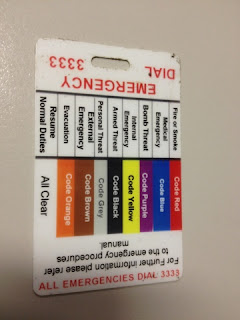 EMERGENCY
DIAL 3333
Fire or Smoke Code Red
Medical Emergency Code Blue
Bomb Threat Code Purple
Internal Emergency Code Yellow
Armed Threat Code Black
Personal Threat Code Grey
External Emergency Code Brown
Evacuation Code Orange
Resume Normal Duties All Clear
For Further information please refer
to the emergency procedures
manual.
ALL EMERGENCIES DIAL 3333